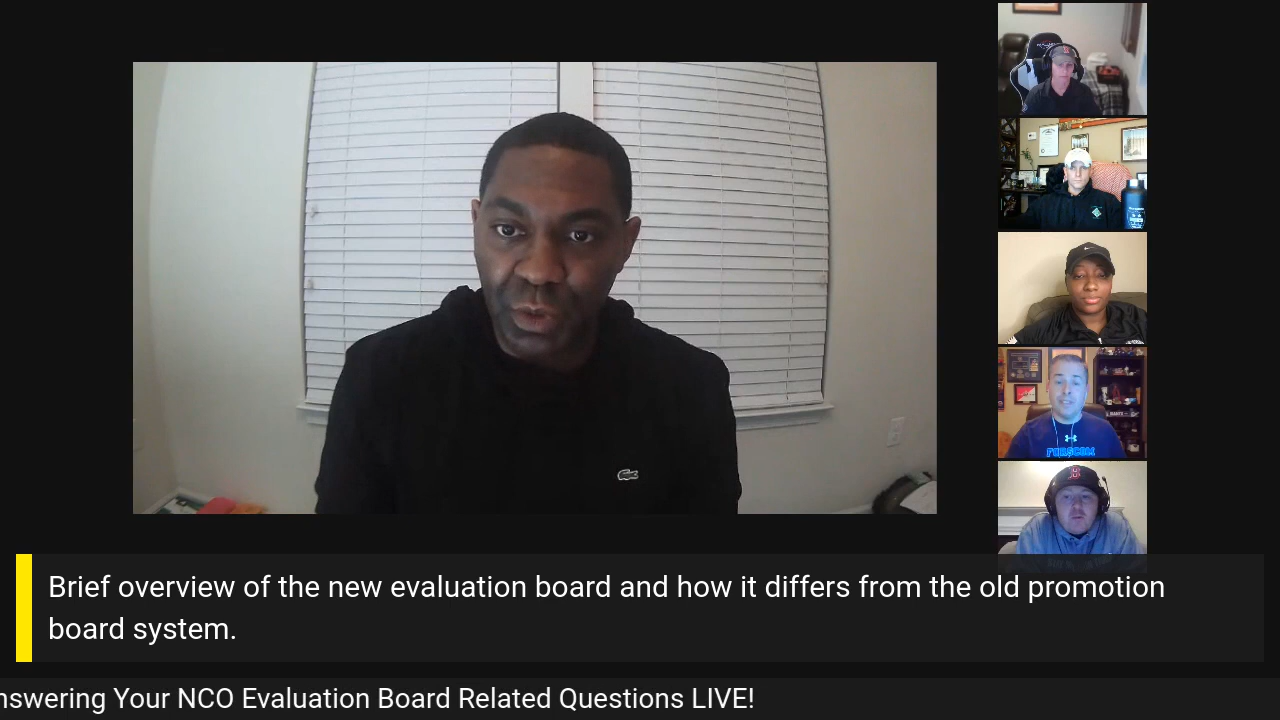 FORSCOM
Brief overview of the new evaluation board and how it differs from the old promotion
board system.
nswering Your NCO Evaluation Board Related Questions LIVE!